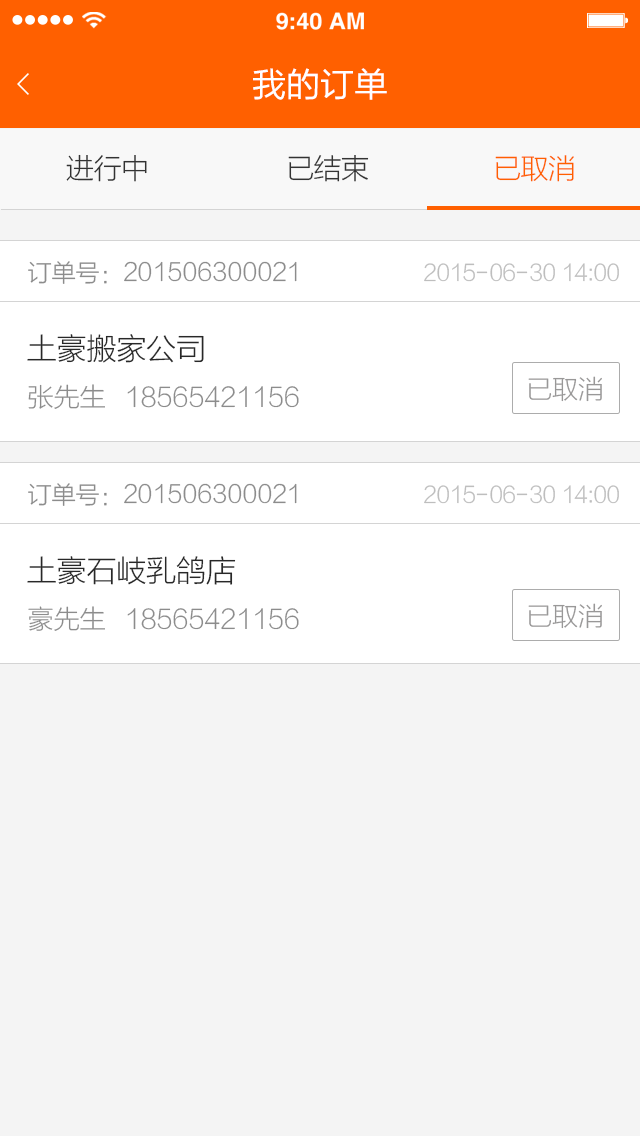 9:40 AM
我的订单
进行中 已结束 已取消
订单号：201506300021 2015-06-30 14:00
土豪搬家公司
张先生 18565421156 已取消
订单号：201506300021 2015-06-30 14:00
土豪石岐乳鸽店
豪先生 18565421156 已取消